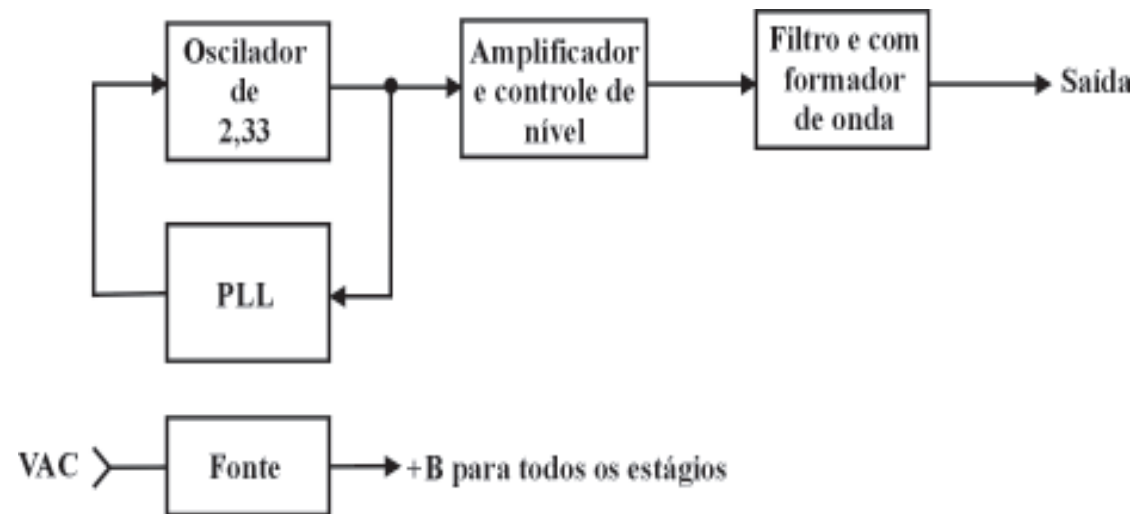 Oscilador
de
2,33
Amplificador
e controle de
nível
Filtro e com
formador
de onda
Saída
PLL
VAC
Fonte
+B para todos os estágios